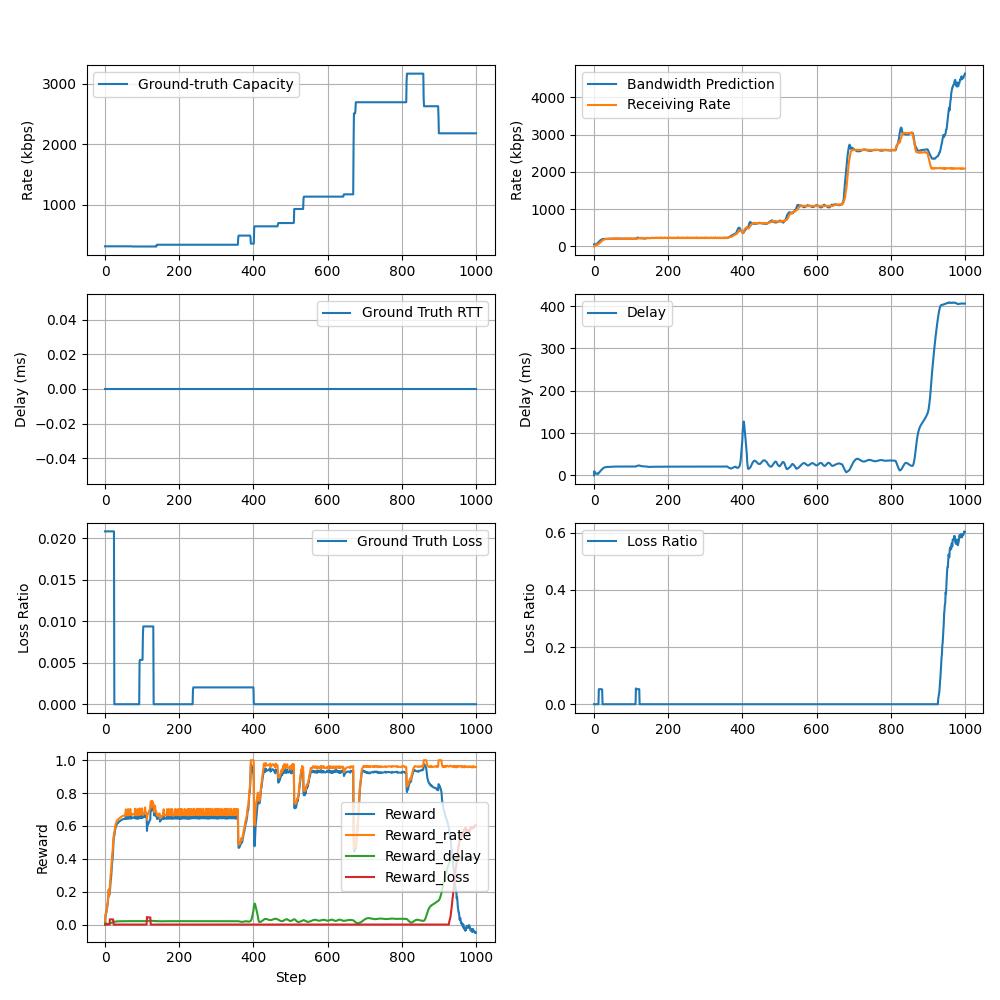 Ground-truth Capacity
Rate (kbps)
3000
2000
1000
0 200 400 600 800 1000
Bandwidth Prediction
Receiving Rate
Rate (kbps)
4000
3000
2000
1000
0
0 200 400 600 800 1000
Ground Truth RTT
Delay (ms)
0.04
0.02
0.00
−0.02
−0.04
0 200 400 600 800 1000
Delay
Delay (ms)
400
300
200
100
0
0 200 400 600 800 1000
Ground Truth Loss
Loss Ratio
0.020
0.015
0.010
0.005
0.000
0 200 400 600 800 1000
Loss Ratio
Loss Ratio
0.6
0.4
0.2
0.0
0 200 400 600 800 1000
Reward
1.0
0.8
0.6
0.4
0.2
0.0
Reward
Reward_rate
Reward_delay
Reward_loss
0 200 400 600 800 1000
Step